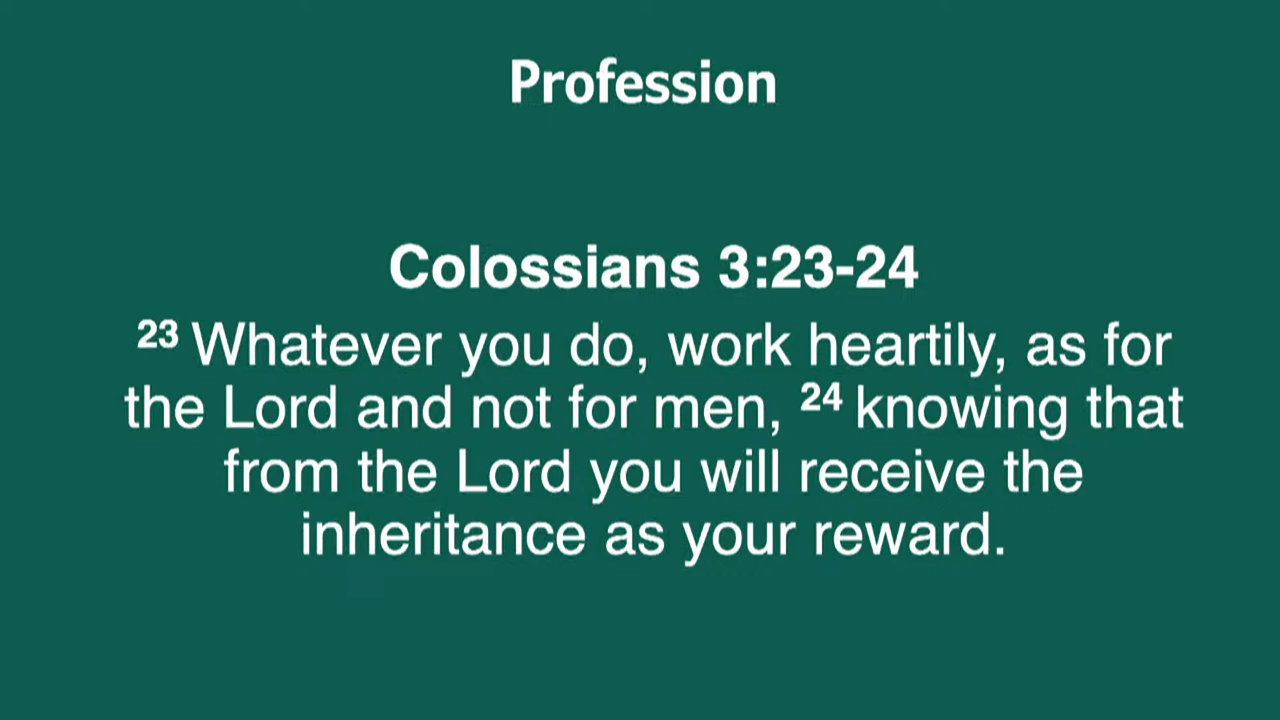 Profession
Colossians 3:23-24
23 Whatever you do, work heartily, as for
the Lord and not for men, 24 knowing that
from the Lord you will receive the
inheritance as your reward.